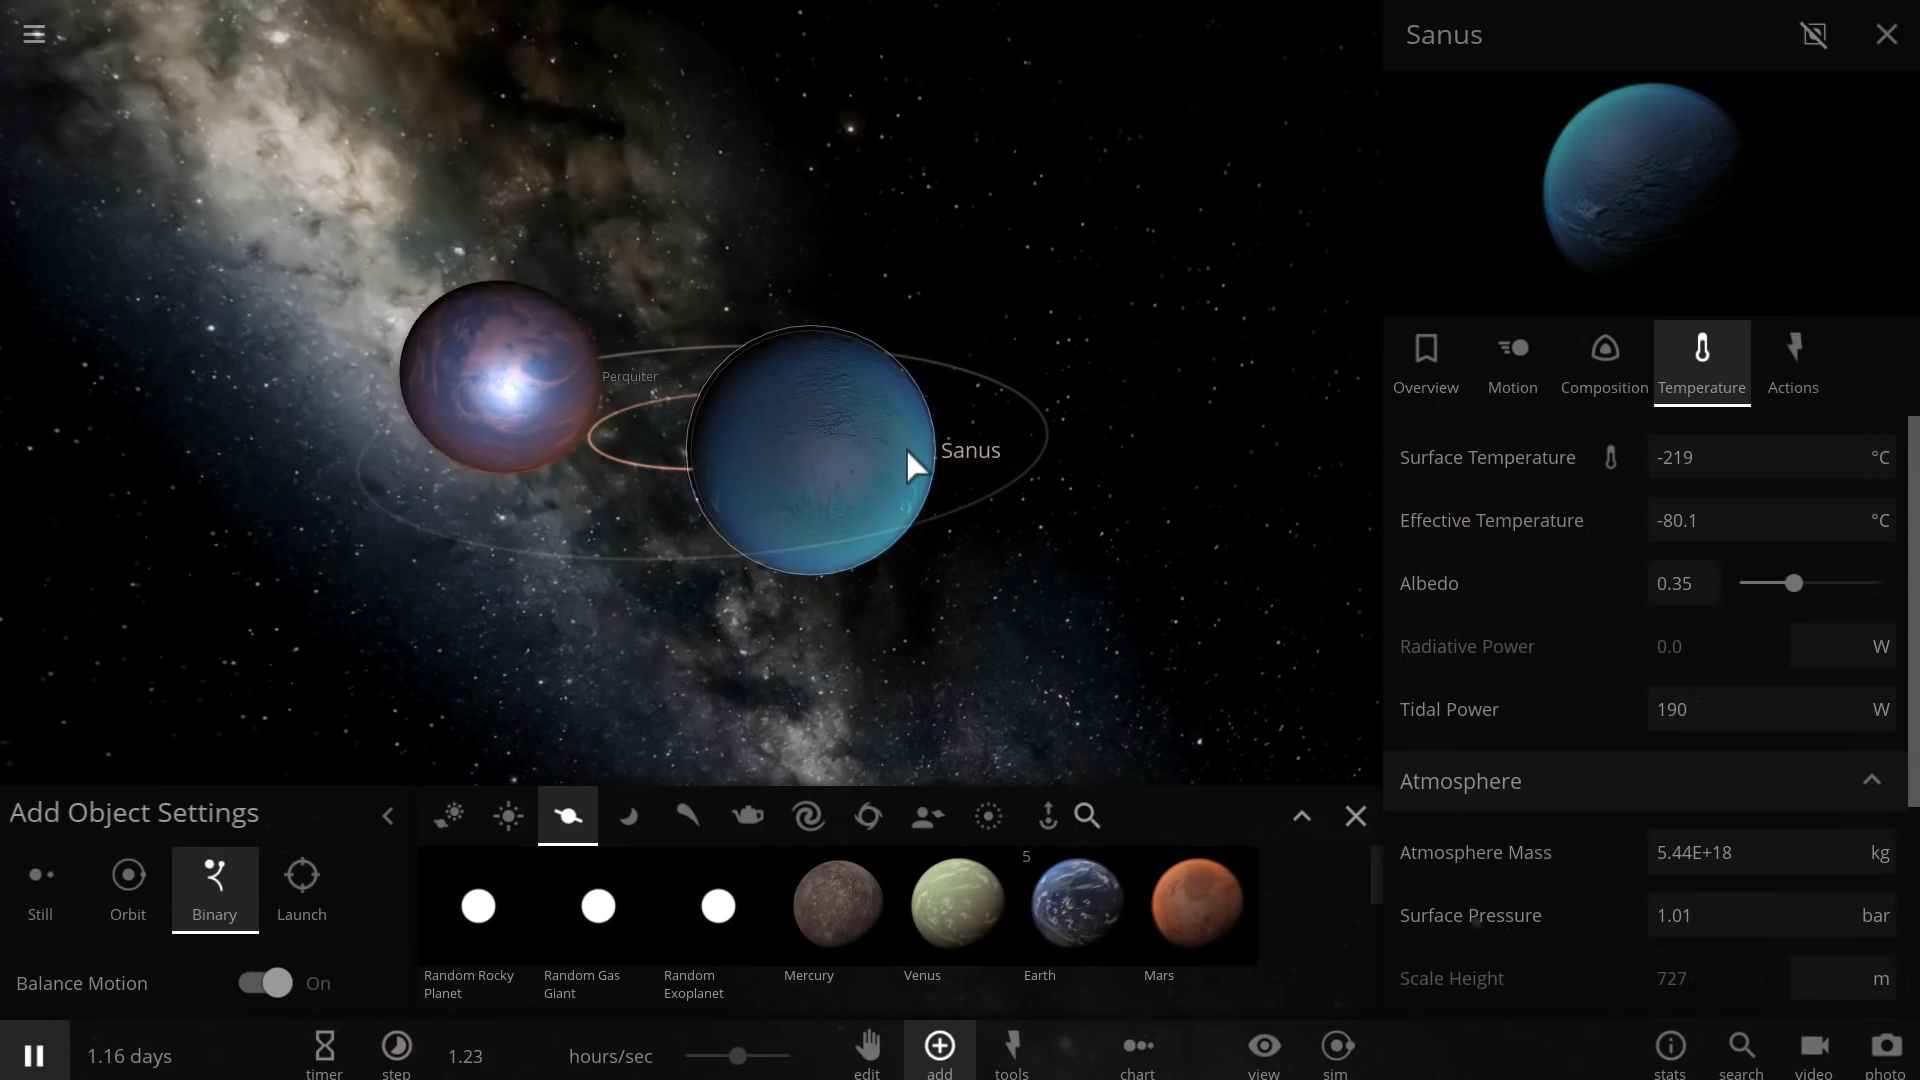 Sanus
Perquiter
Sanus
Overview
Motion
Composition
Temperature
Actions
Surface Temperature -219 °C
Effective Temperature -80.1 °C
Albedo 0.35
Radiative Power 0.0 W
Tidal Power 190 W
Atmosphere
Atmosphere Mass 5.44E+18 kg
Surface Pressure 1.01 bar
Scale Height 727 m
Add Object Settings
Still
Orbit
Binary
Launch
Balance Motion On
5
Random Rocky
Planet
Random Gas
Giant
Random
Exoplanet
Mercury
Venus
Earth
Mars
1.16 days
timer
step
1.23 hours/sec
edit
add
tools
chart
view
sim
stats
search
video
photo